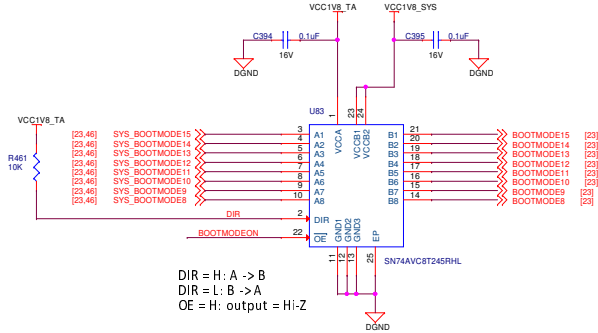 VCC1V8_TA
VCC1V8_SYS
C394 0.1uF
16V
DGND
C395 0.1uF
16V
DGND
U83
VCC1V8_TA
R461
10K
1 23 24
VCCA VCCB1 VCCB2
[23,46] SYS_BOOTMODE15 3 A1 B1 21 BOOTMODE15 [23]
[23,46] SYS_BOOTMODE14 4 A2 B2 20 BOOTMODE14 [23]
[23,46] SYS_BOOTMODE13 5 A3 B3 19 BOOTMODE13 [23]
[23,46] SYS_BOOTMODE12 6 A4 B4 18 BOOTMODE12 [23]
[23,46] SYS_BOOTMODE11 7 A5 B5 17 BOOTMODE11 [23]
[23,46] SYS_BOOTMODE10 8 A6 B6 16 BOOTMODE10 [23]
[23,46] SYS_BOOTMODE9 9 A7 B7 15 BOOTMODE9 [23]
[23,46] SYS_BOOTMODE8 10 A8 B8 14 BOOTMODE8 [23]
DIR 2 DIR
BOOTMODEON 22 OE
GND1 GND2 GND3 EP
11 12 13 25
SN74AVC8T245RHL
DIR = H: A -> B
DIR = L: B -> A
OE = H: output = Hi-Z
DGND